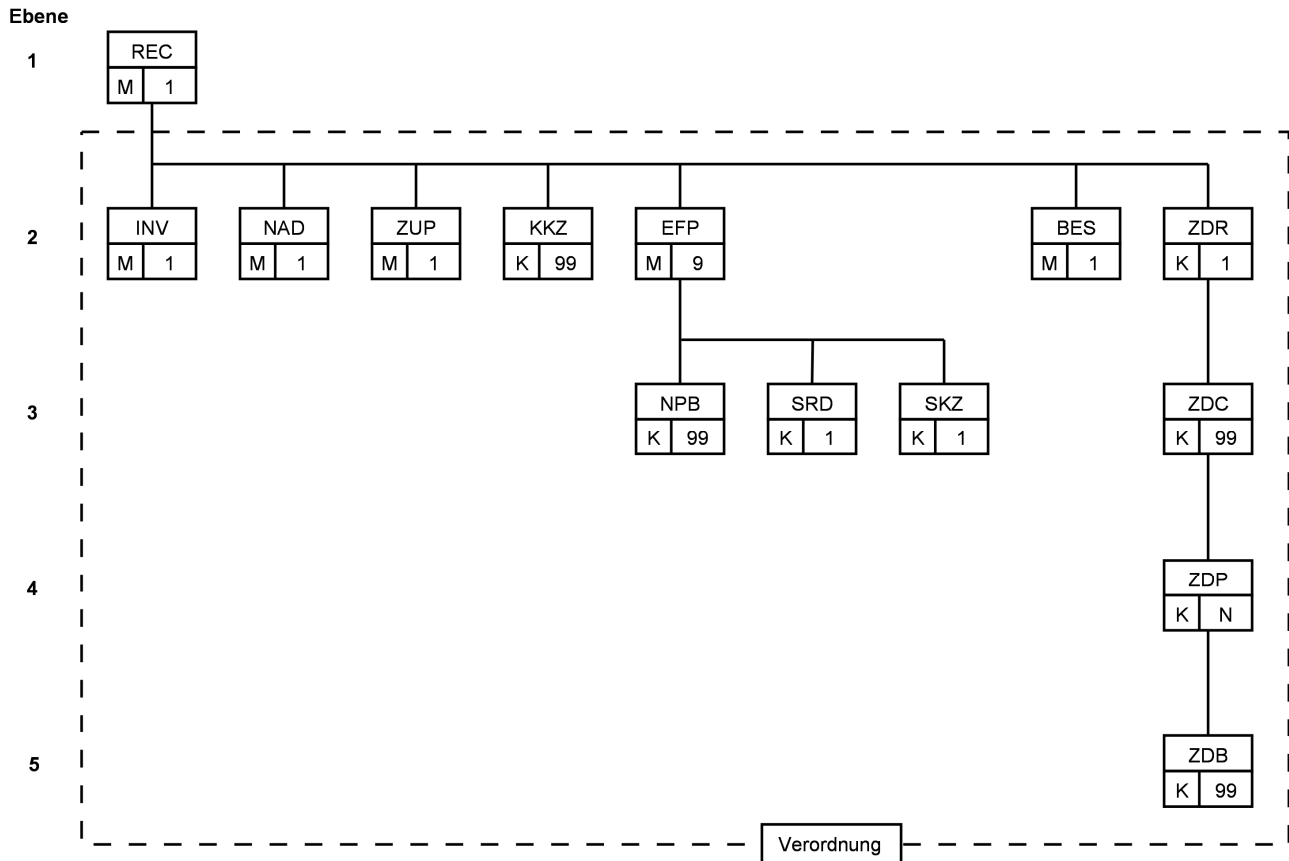 Ebene
1
REC
M 1
2
INV NAD ZUP KKZ EFP BES ZDR
M 1 M 1 M 1 K 99 M 9 M 1 K 1
3
NPB SRD SKZ ZDC
K 99 K 1 K 1 K 99
4
ZDP
K N
5
ZDB
K 99
Verordnung